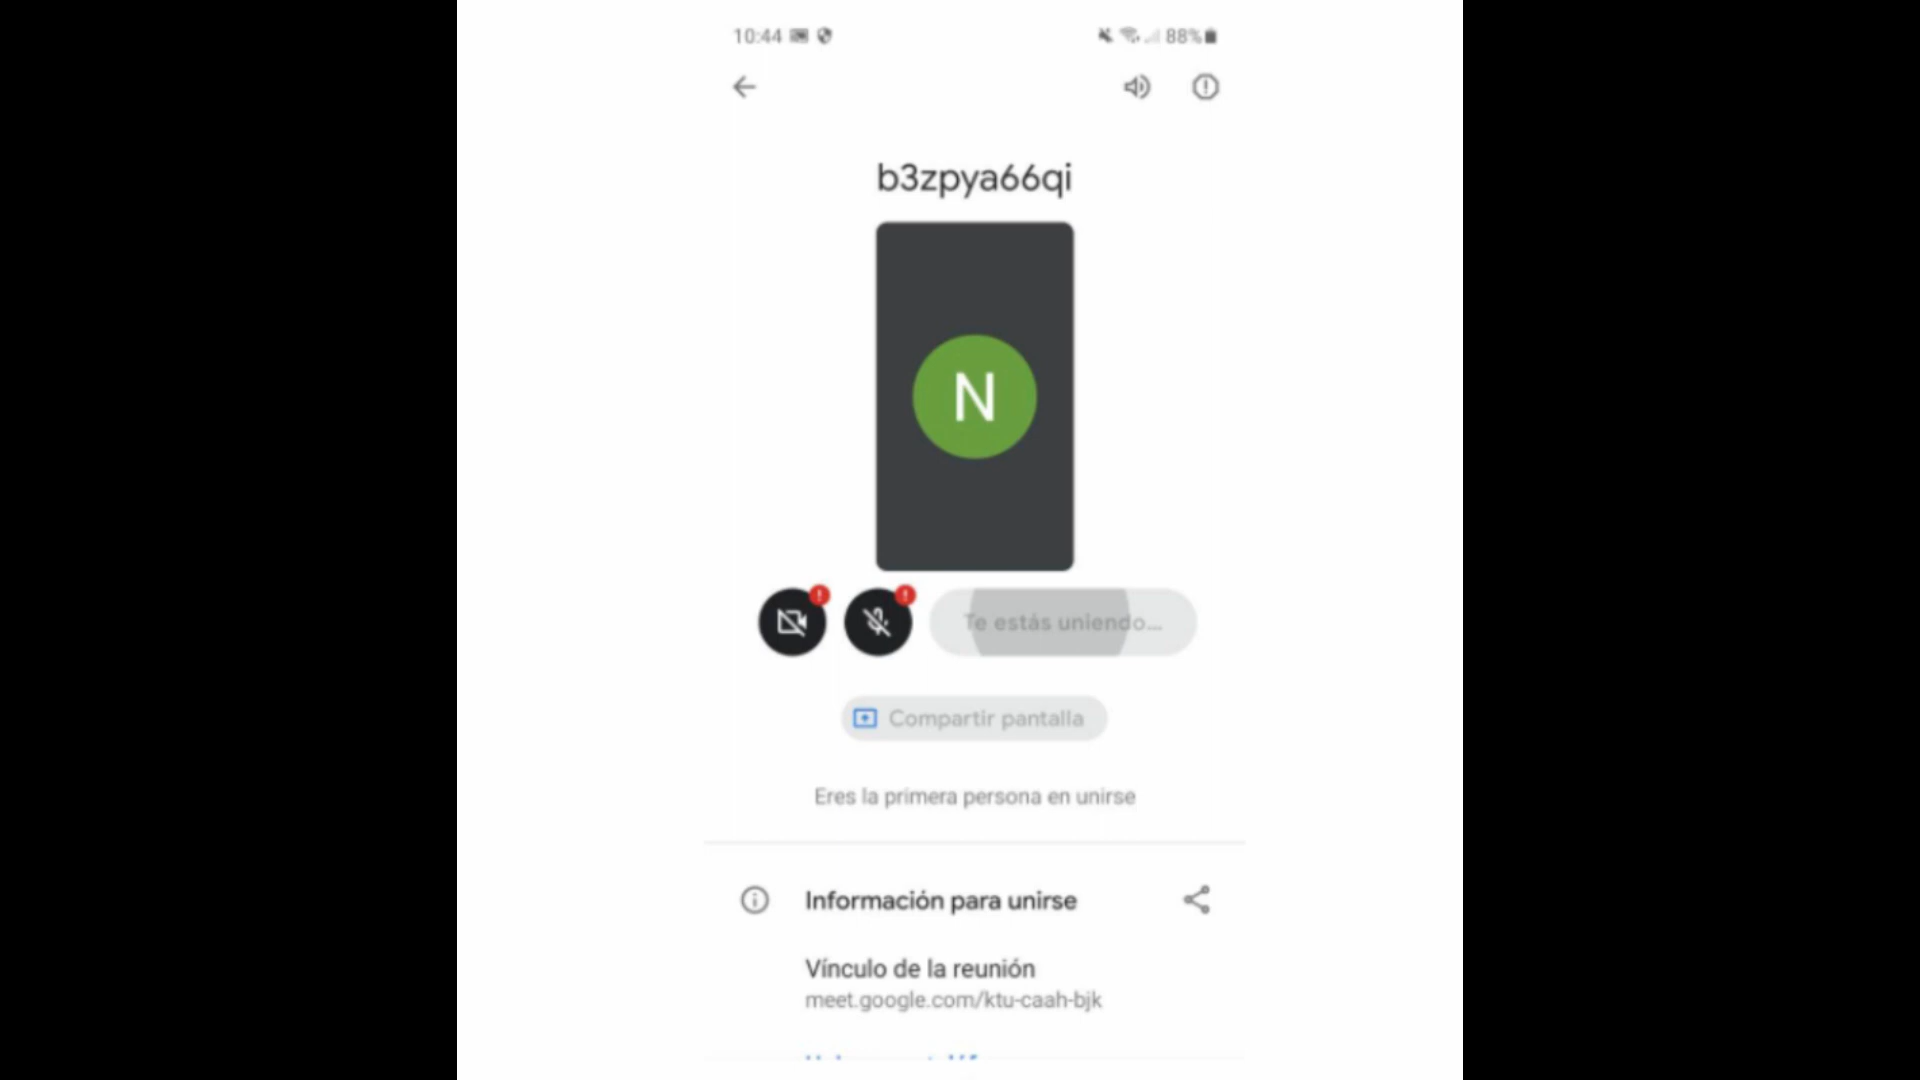 10:44 88%
b3zpya66qi
N
Te estás uniendo...
Compartir pantalla
Eres la primera persona en unirse
Información para unirse
Vínculo de la reunión
meet.google.com/ktu-caah-bjk